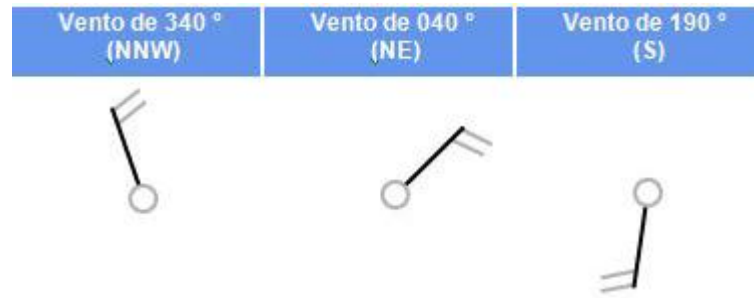 Vento de 340 °
(NNW)
Vento de 040 °
(NE)
Vento de 190 °
(S)